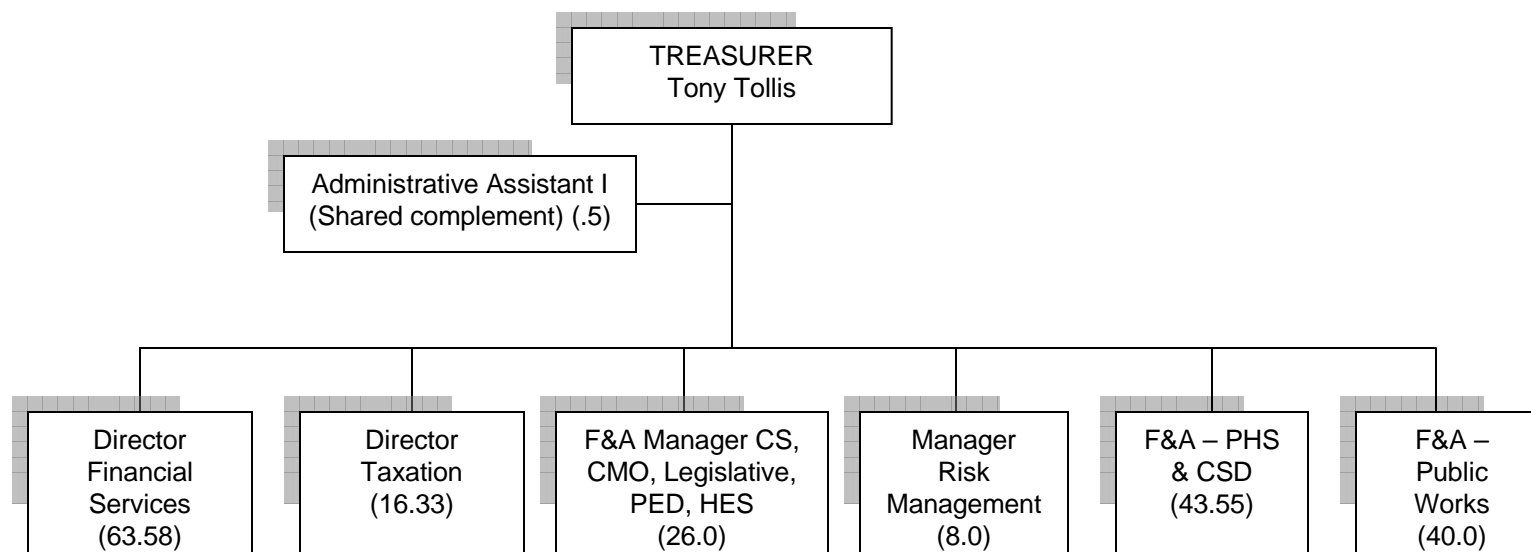 TREASURER
Tony Tollis
Administrative Assistant I
(Shared complement) (.5)
Director
Financial
Services
(63.58)
Director
Taxation
(16.33)
F&A Manager CS,
CMO, Legislative,
PED, HES
(26.0)
Manager
Risk
Management
(8.0)
F&A – PHS
& CSD
(43.55)
F&A –
Public
Works
(40.0)